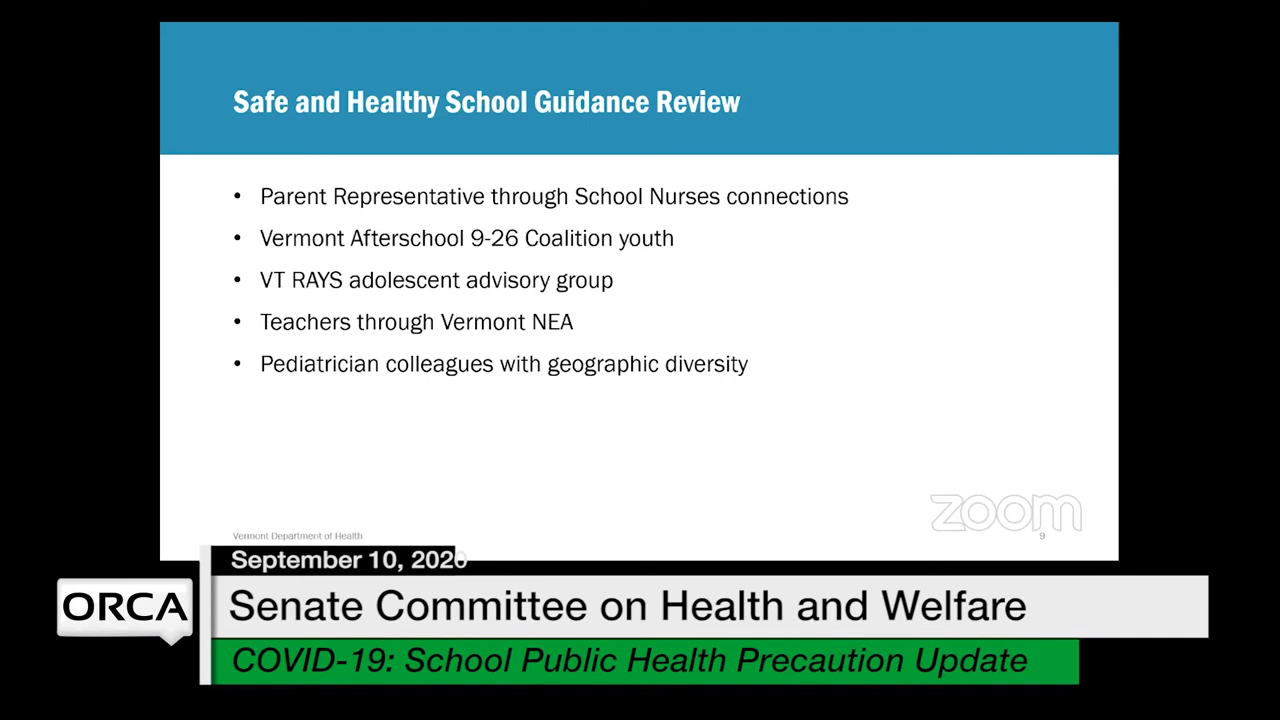 Safe and Healthy School Guidance Review
• Parent Representative through School Nurses connections
• Vermont Afterschool 9-26 Coalition youth
• VT RAYS adolescent advisory group
• Teachers through Vermont NEA
• Pediatrician colleagues with geographic diversity
zoom
Vermont Department of Health
9
September 10, 2020
ORCA
Senate Committee on Health and Welfare
COVID-19: School Public Health Precaution Update